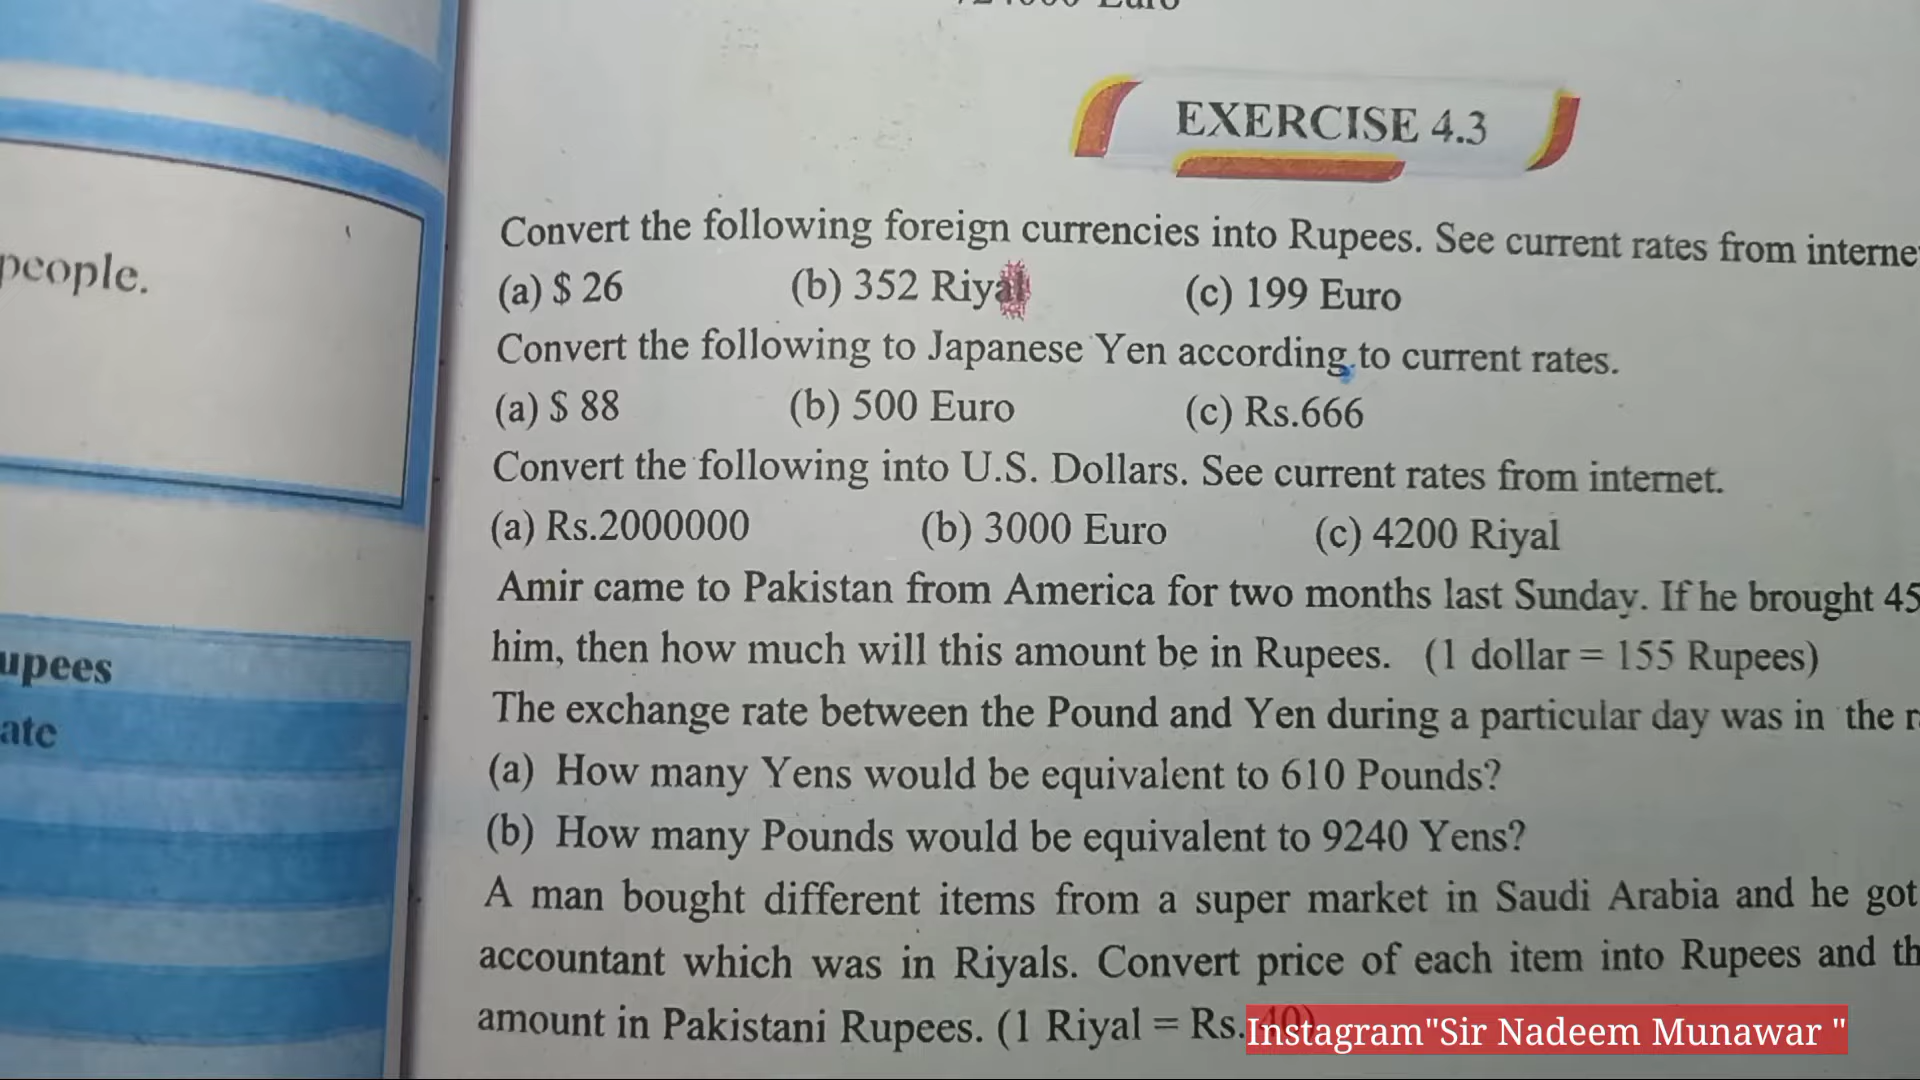 Euro
EXERCISE 4.3
people.
upees
ate
Convert the following foreign currencies into Rupees. See current rates from interne
(a) $ 26 (b) 352 Riyal (c) 199 Euro
Convert the following to Japanese Yen according to current rates.
(a) $ 88 (b) 500 Euro (c) Rs.666
Convert the following into U.S. Dollars. See current rates from internet.
(a) Rs.2000000 (b) 3000 Euro (c) 4200 Riyal
Amir came to Pakistan from America for two months last Sunday. If he brought 45
him, then how much will this amount be in Rupees. (1 dollar = 155 Rupees)
The exchange rate between the Pound and Yen during a particular day was in the r
(a) How many Yens would be equivalent to 610 Pounds?
(b) How many Pounds would be equivalent to 9240 Yens?
A man bought different items from a super market in Saudi Arabia and he got
accountant which was in Riyals. Convert price of each item into Rupees and th
amount in Pakistani Rupees. (1 Riyal = Rs. 40)
Instagram"Sir Nadeem Munawar "